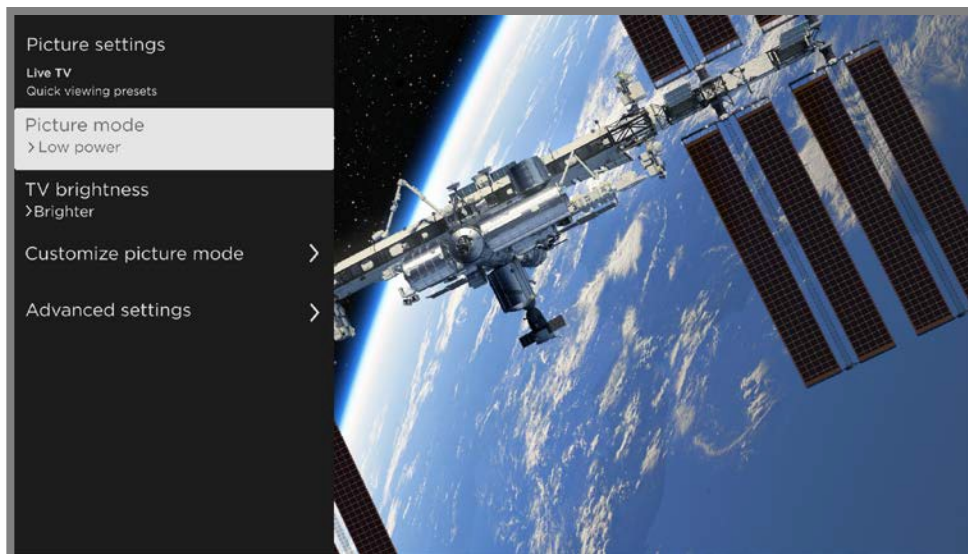 Picture settings
Live TV
Quick viewing presets
Picture mode
>Low power
TV brightness
>Brighter
Customize picture mode >
Advanced settings >